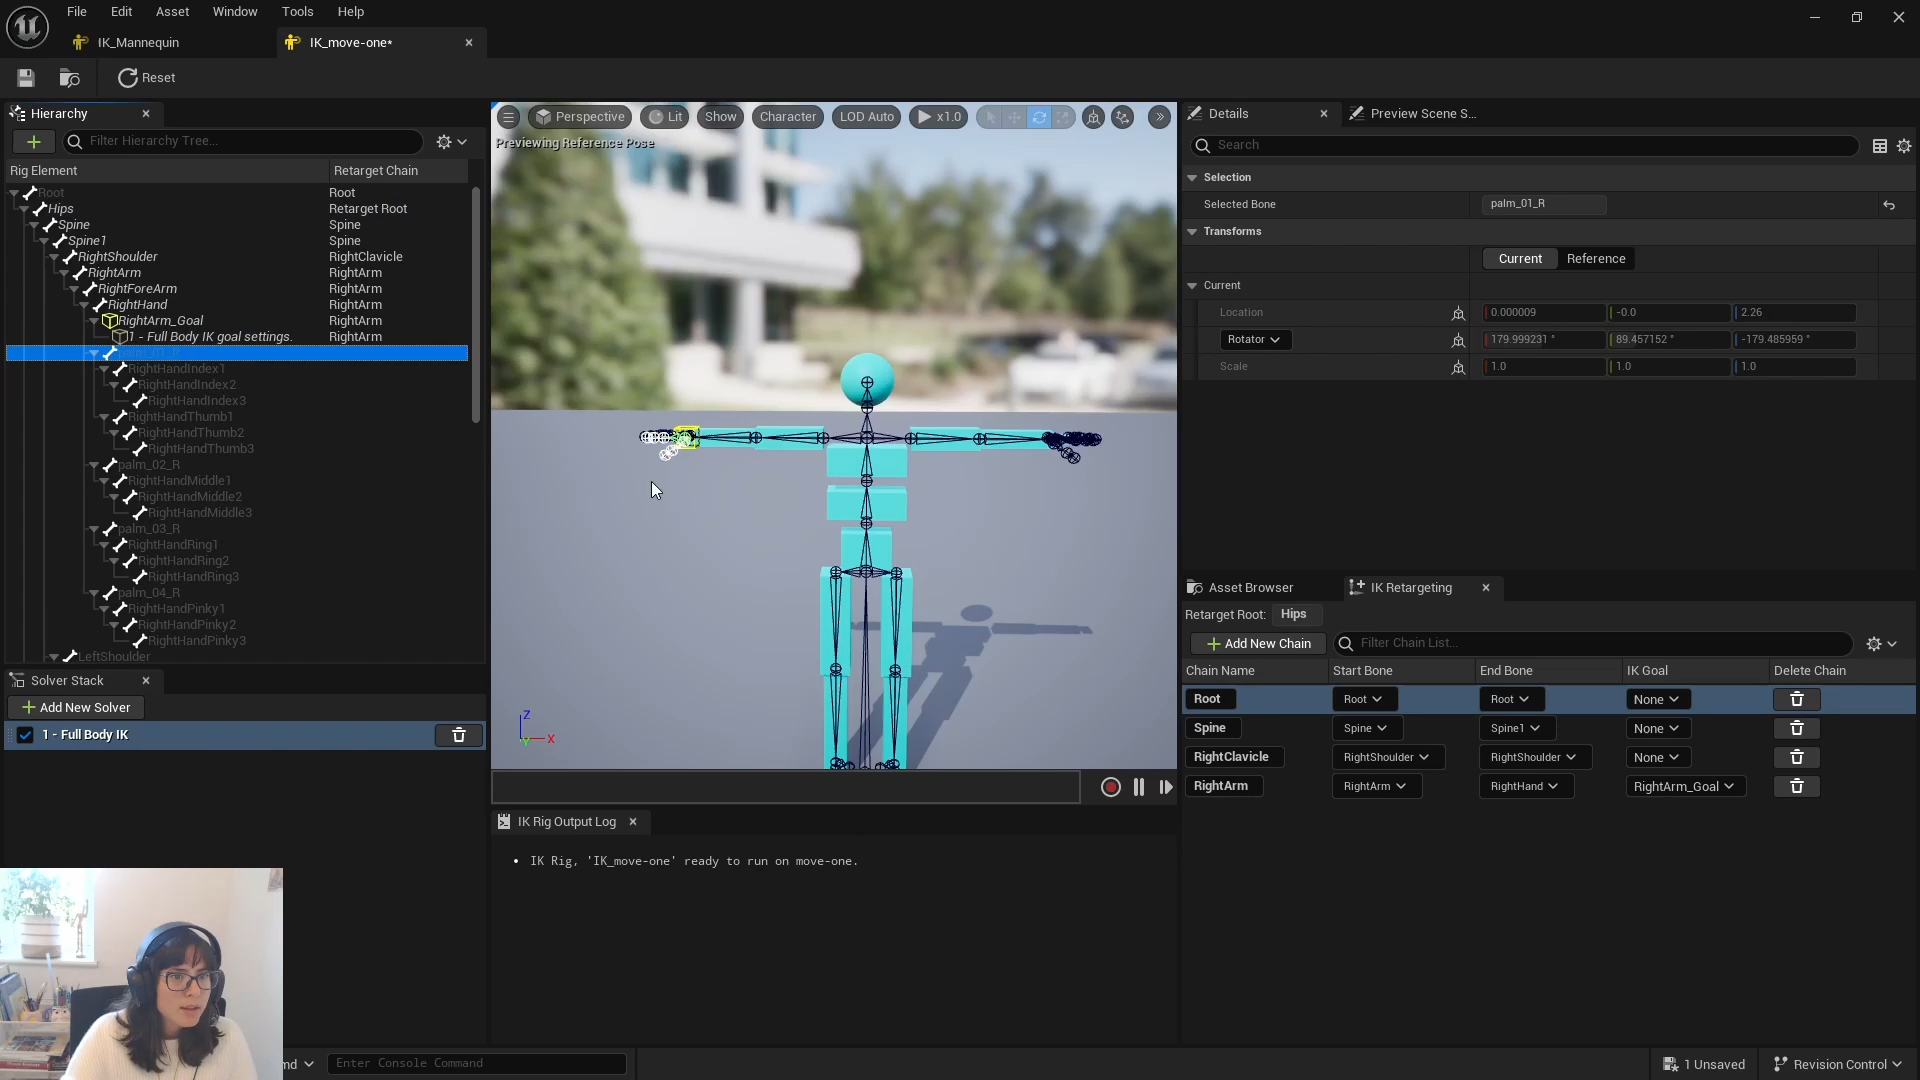 File Edit Asset Window Tools Help
IK_Mannequin
IK_move-one*
Reset
Hierarchy
Filter Hierarchy Tree...
Rig Element Retarget Chain
Root Root
Hips Retarget Root
Spine Spine
Spine1 Spine
RightShoulder RightClavicle
RightArm RightArm
RightForeArm RightArm
RightHand RightArm
RightArm_Goal RightArm
1 - Full Body IK goal settings. RightArm
palm_01_R
RightHandIndex1
RightHandIndex2
RightHandIndex3
RightHandThumb1
RightHandThumb2
RightHandThumb3
palm_02_R
RightHandMiddle1
RightHandMiddle2
RightHandMiddle3
palm_03_R
RightHandRing1
RightHandRing2
RightHandRing3
palm_04_R
RightHandPinky1
RightHandPinky2
RightHandPinky3
LeftShoulder
Solver Stack
Add New Solver
1 - Full Body IK
Perspective Lit Show Character LOD Auto x1.0
Previewing Reference Pose
Z
Y
X
IK Rig Output Log
• IK Rig, 'IK_move-one' ready to run on move-one.
Details
Preview Scene S...
Search
Selection
Selected Bone palm_01_R
Transforms
Current Reference
Current
Location 0.000009 -0.0 2.26
Rotator 179.999231 ° 89.457152 ° -179.485959 °
Scale 1.0 1.0 1.0
Asset Browser
IK Retargeting
Retarget Root: Hips
Add New Chain
Filter Chain List...
Chain Name Start Bone End Bone IK Goal Delete Chain
Root Root Root None
Spine Spine Spine1 None
RightClavicle RightShoulder RightShoulder None
RightArm RightArm RightHand RightArm_Goal
md
Enter Console Command
1 Unsaved
Revision Control